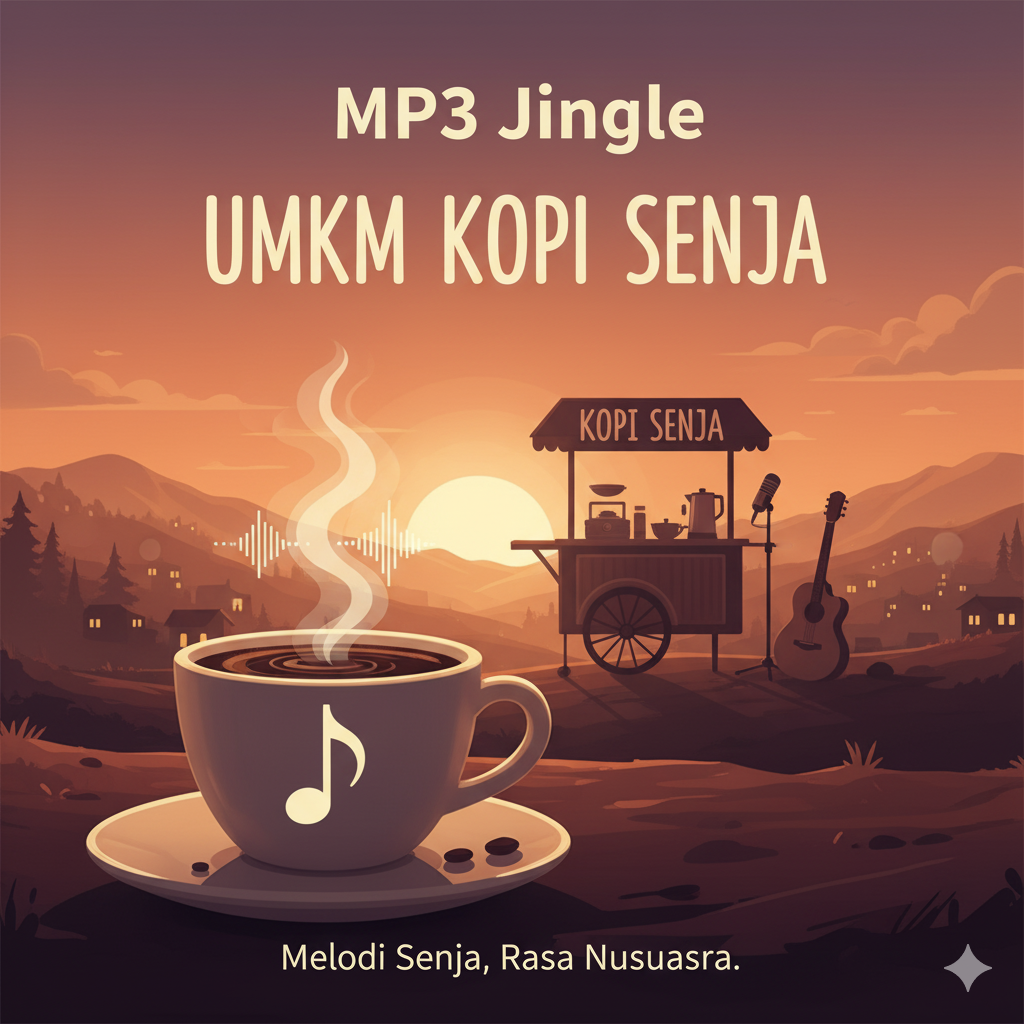 MP3 Jingle
UMKM KOPI SENJA
KOPI SENJA
Melodi Senja, Rasa Nusuasra.